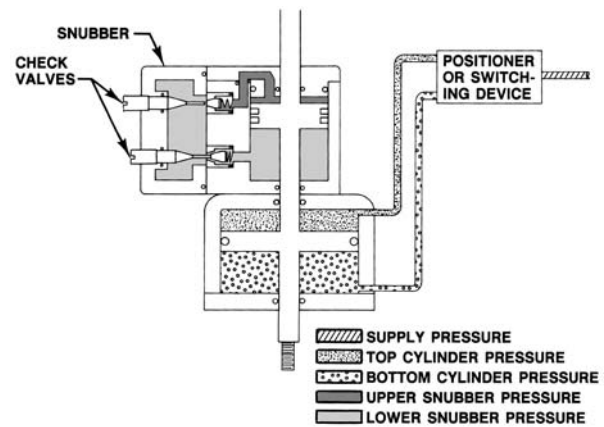 SNUBBER
CHECK
VALVES
POSITIONER
OR SWITCH-
ING DEVICE
SUPPLY PRESSURE
TOP CYLINDER PRESSURE
BOTTOM CYLINDER PRESSURE
UPPER SNUBBER PRESSURE
LOWER SNUBBER PRESSURE